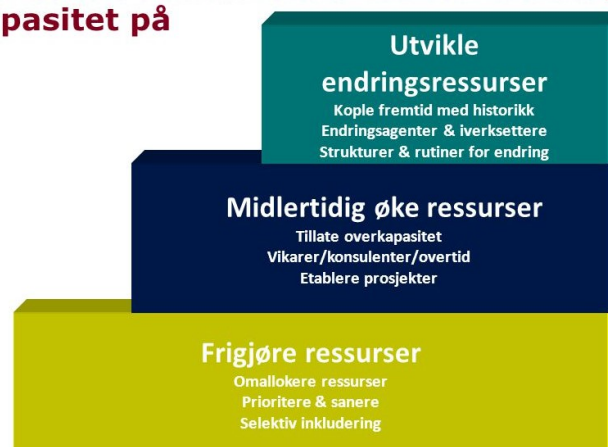 pasitet på
Utvikle
endringsressurser
Kople fremtid med historikk
Endringsagenter & iverksettere
Strukturer & rutiner for endring
Midlertidig øke ressurser
Tillate overkapasitet
Vikarer/konsulenter/overtid
Etablere prosjekter
Frigjøre ressurser
Omallokere ressurser
Prioritere & sanere
Selektiv inkludering